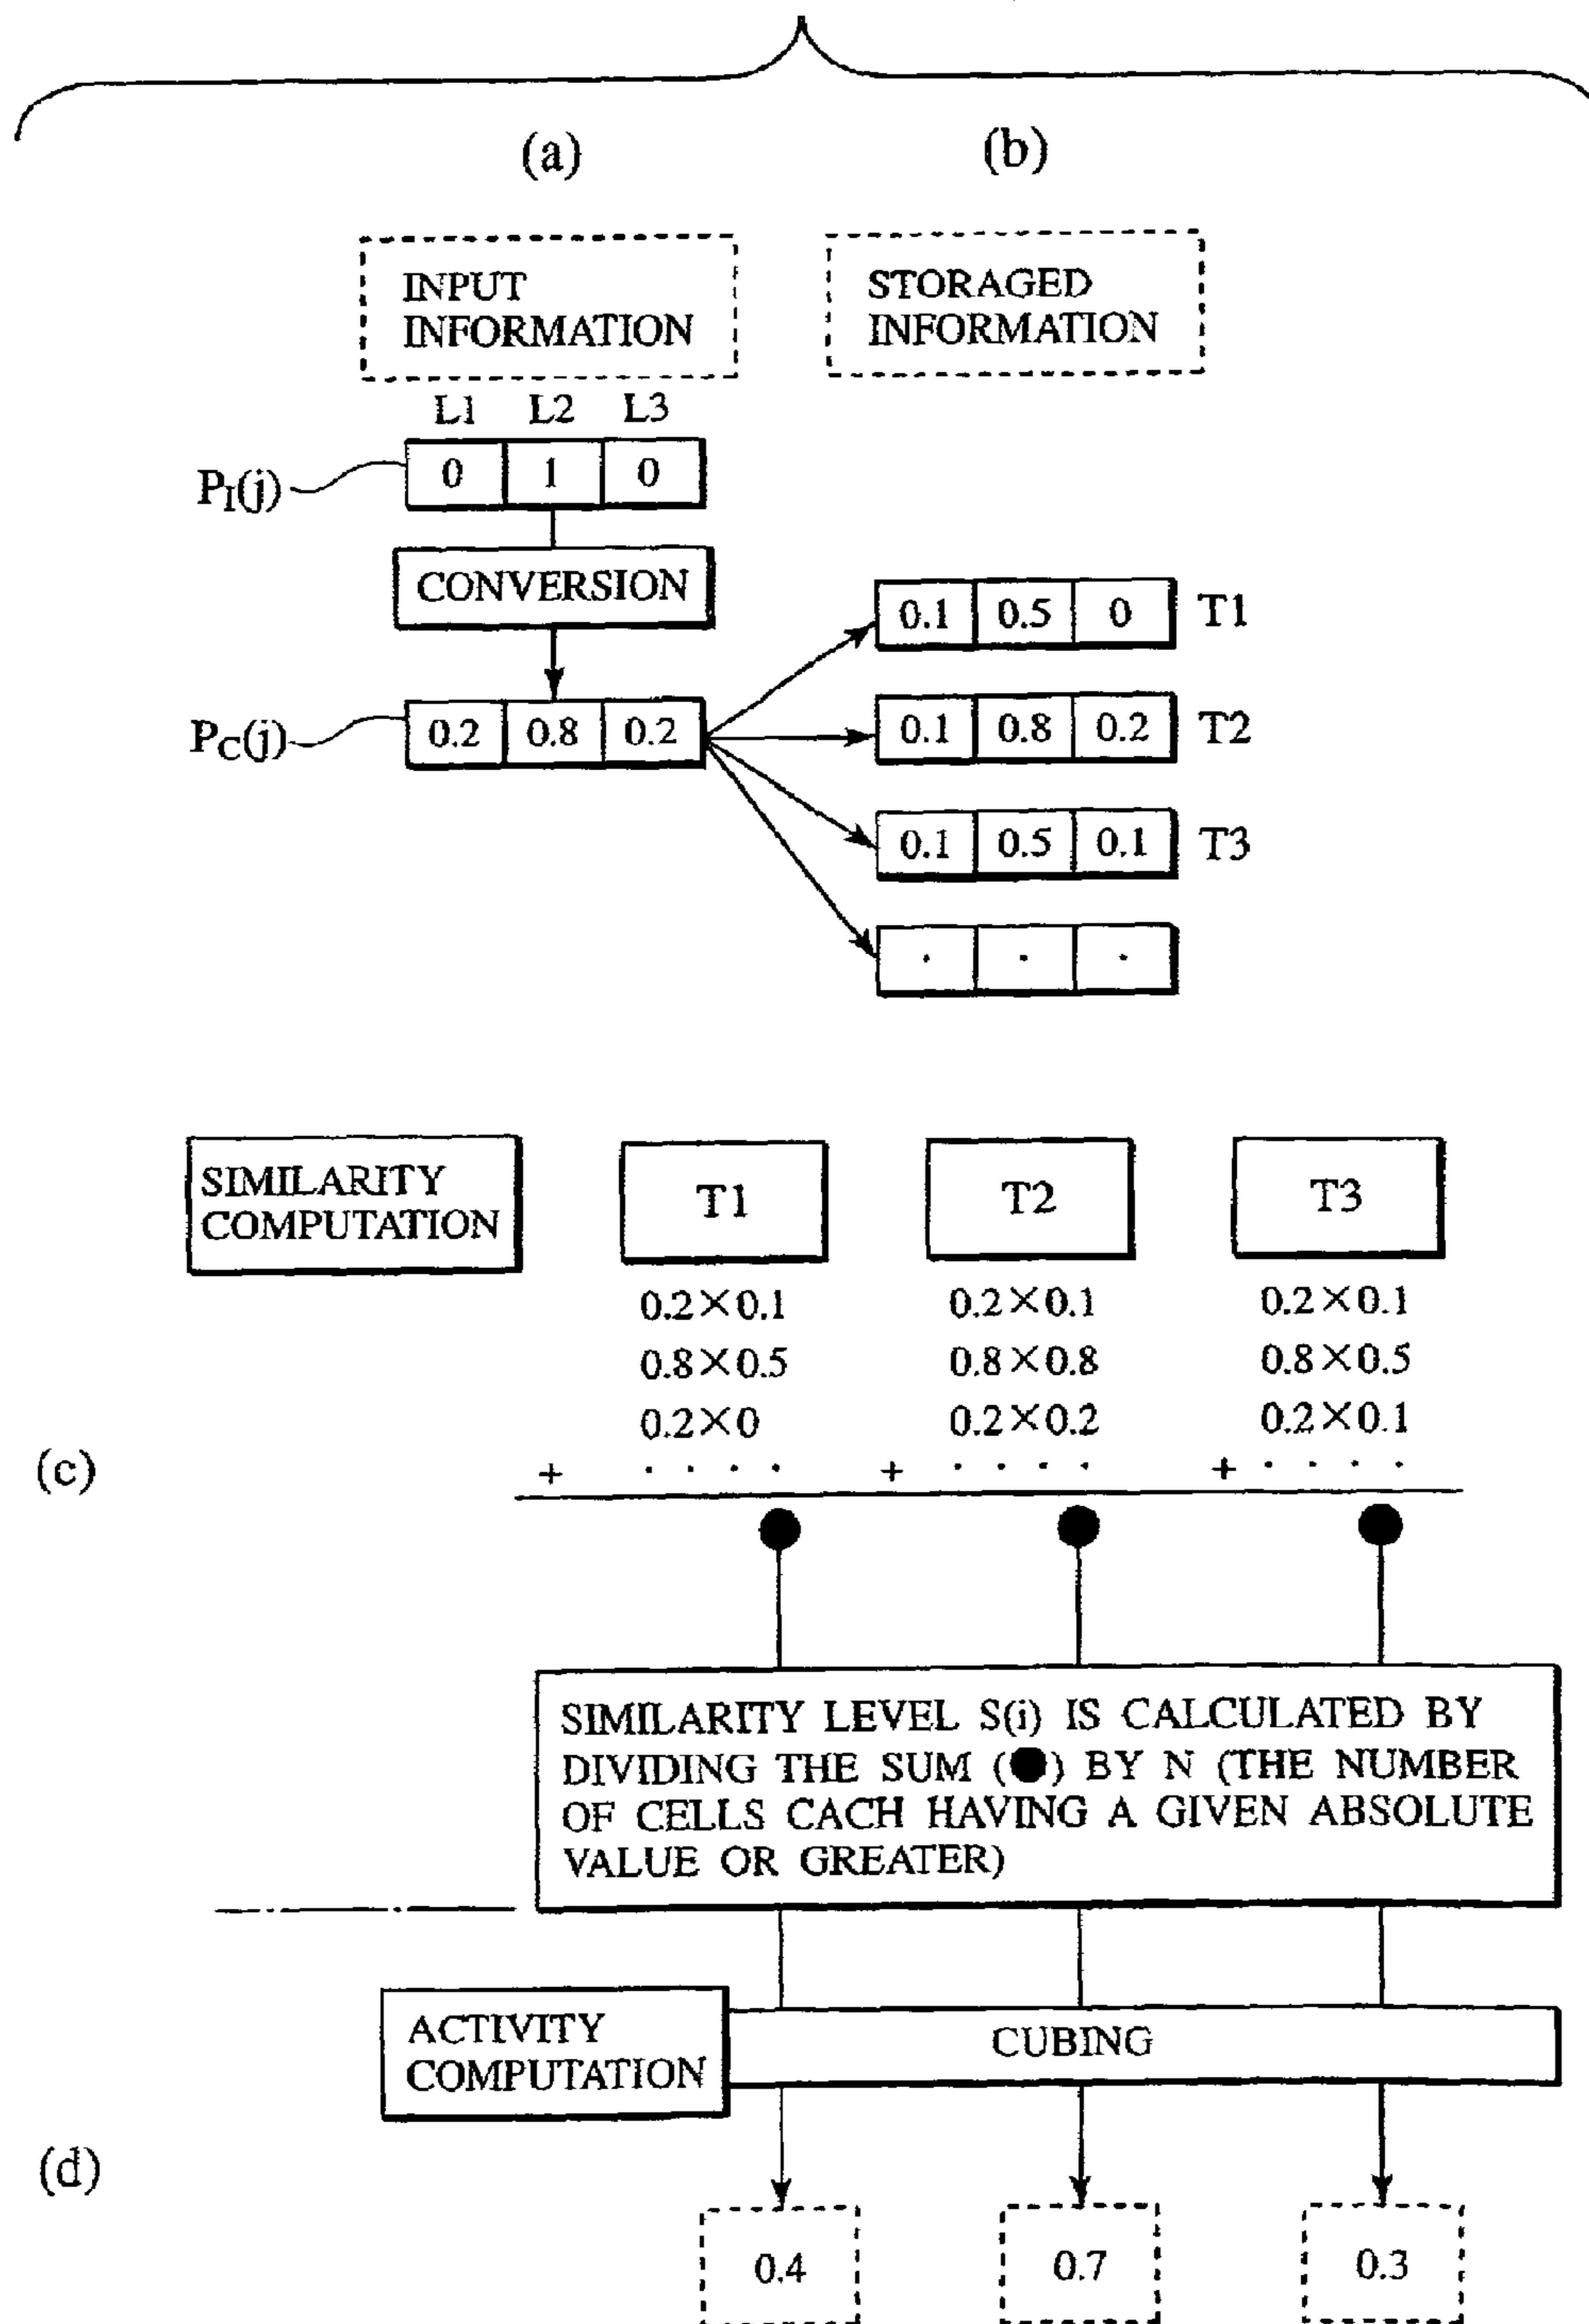 (a) (b)
INPUT
INFORMATION
STORAGED
INFORMATION
L1 L2 L3
PI(j) 0 1 0
CONVERSION
PC(j) 0.2 0.8 0.2
0.1 0.5 0 T1
0.1 0.8 0.2 T2
0.1 0.5 0.1 T3
. . .
SIMILARITY
COMPUTATION
T1 T2 T3
0.2×0.1 0.2×0.1 0.2×0.1
0.8×0.5 0.8×0.8 0.8×0.5
0.2×0 0.2×0.2 0.2×0.1
(c) + · · · · + · · · · + · · · ·
SIMILARITY LEVEL S(i) IS CALCULATED BY
DIVIDING THE SUM (●) BY N (THE NUMBER
OF CELLS CACH HAVING A GIVEN ABSOLUTE
VALUE OR GREATER)
ACTIVITY
COMPUTATION
CUBING
(d)
0.4 0.7 0.3